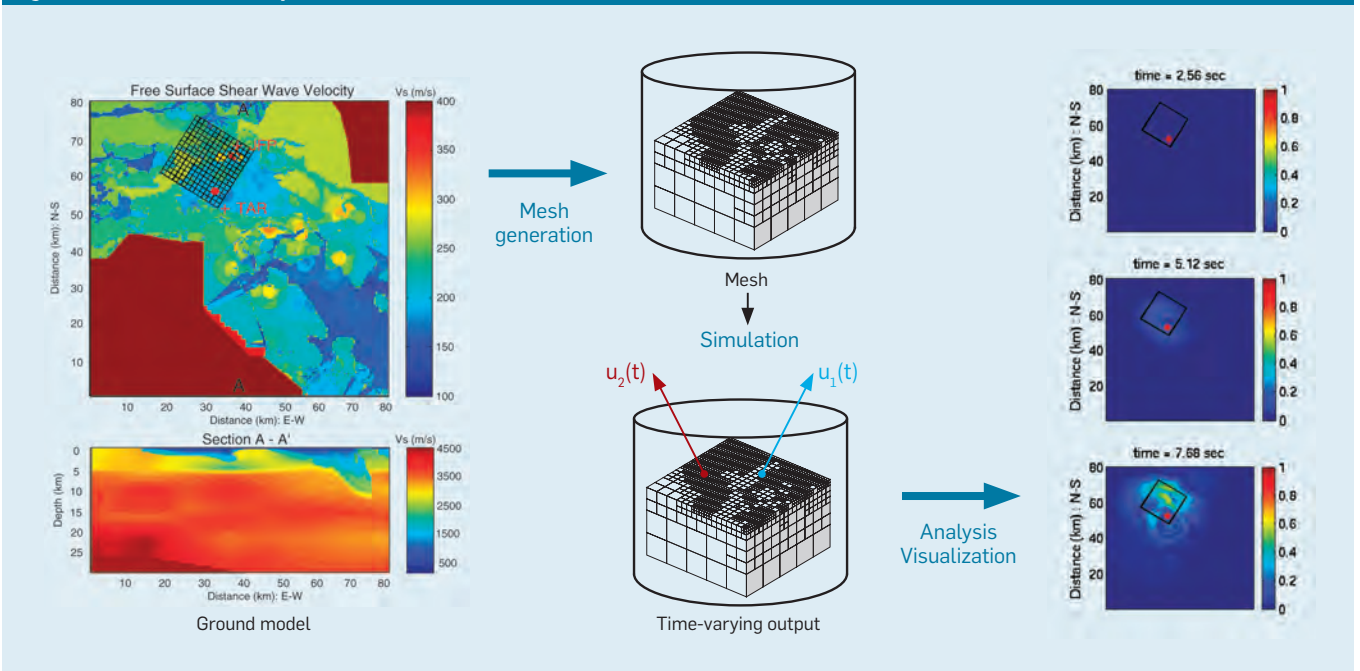 Free Surface Shear Wave Velocity
Vs (m/s)
A
TAR
80
70
60
50
40
30
20
10
Distance (km): N-S
10 20 30 40 50 60 70 80
Distance (km): E-W
400
350
300
250
200
150
100
A
Section A - A'
Vs (m/s)
0
5
10
15
20
25
Depth (km)
10 20 30 40 50 60 70 80
Distance (km): E-W
4500
3500
2500
1500
500
Ground model
Mesh
generation
Mesh
Simulation
u2(t)
u1(t)
Time-varying output
Analysis
Visualization
time = 2.56 sec
80
60
40
20
Distance (km) : N-S
1
0.8
0.6
0.4
0.2
0
time = 5.12 sec
80
60
40
20
Distance (km) : N-S
1
0.8
0.6
0.4
0.2
0
time = 7.68 sec
80
60
40
20
Distance (km) : N-S
1
0.8
0.6
0.4
0.2
0